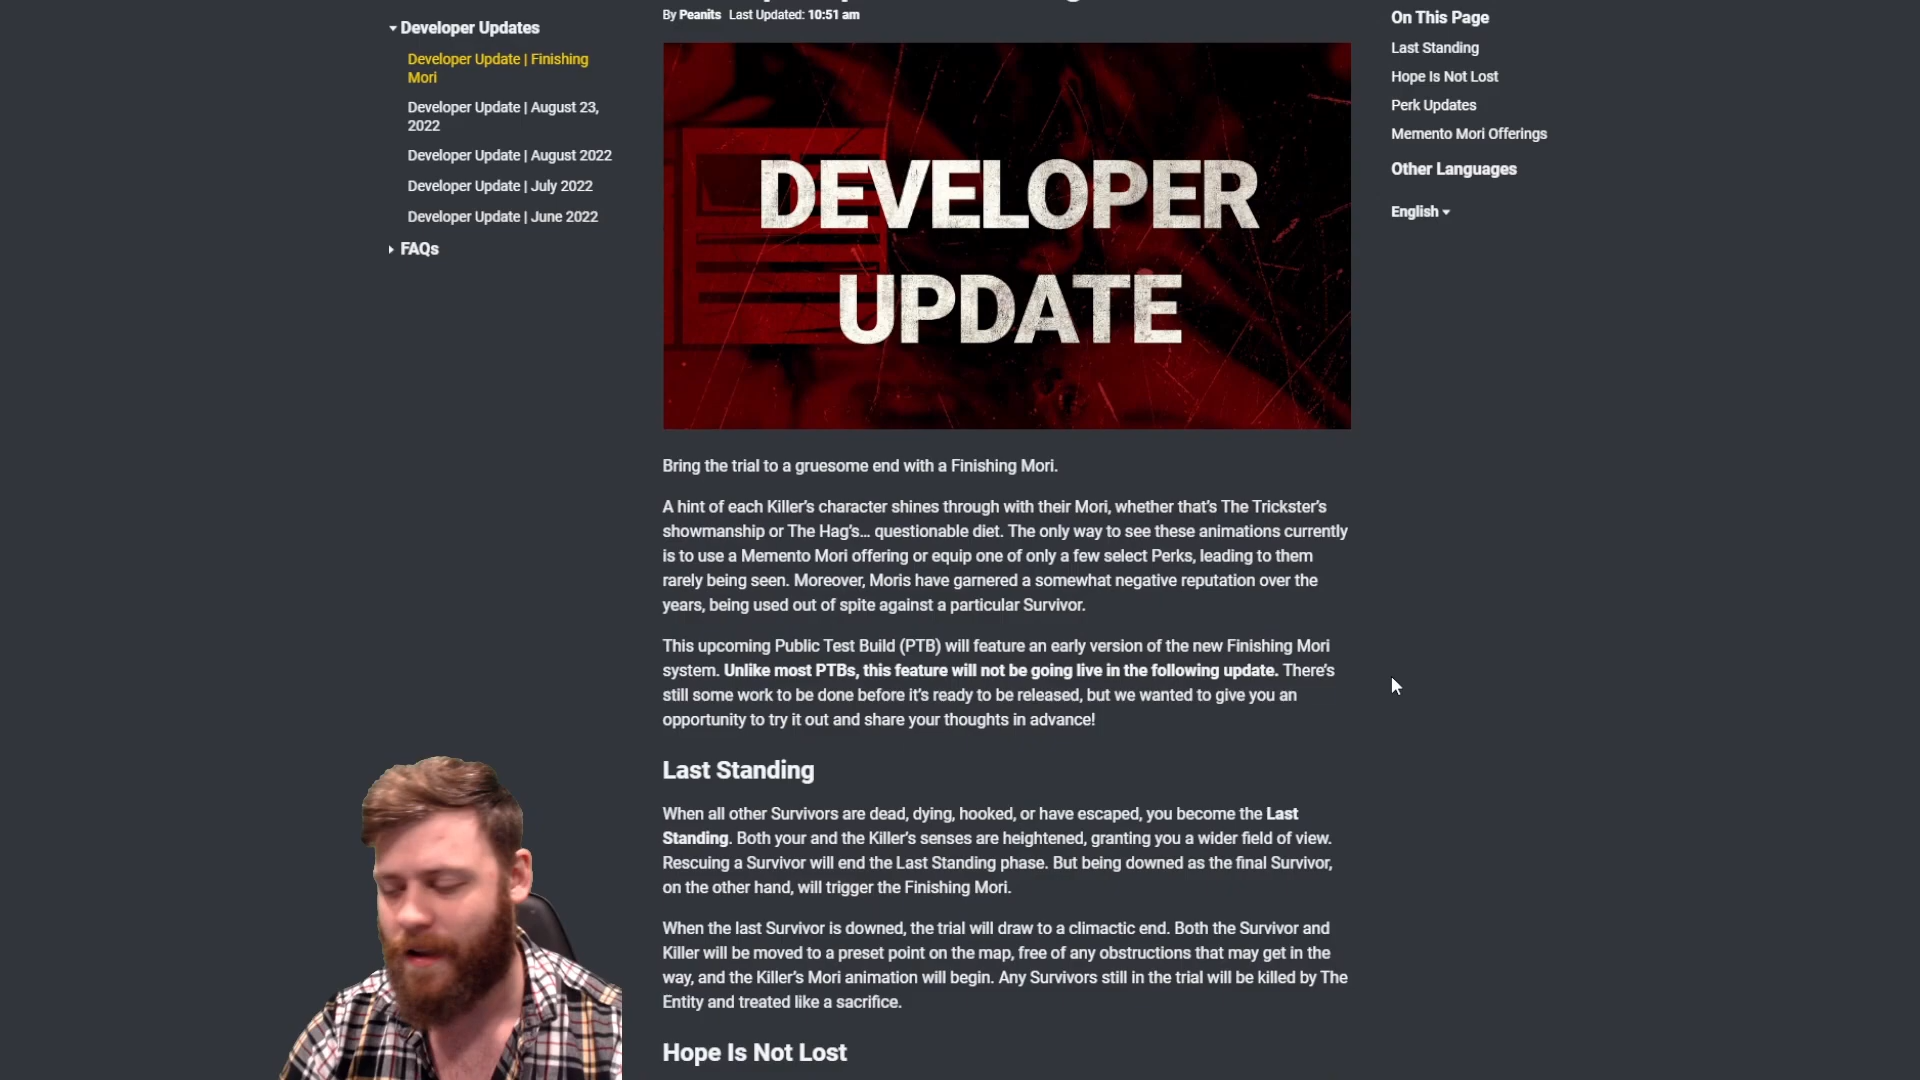 Developer Updates
Developer Update | Finishing
Mori
Developer Update | August 23,
2022
Developer Update | August 2022
Developer Update | July 2022
Developer Update | June 2022
FAQs
By Peanits Last Updated: 10:51 am
DEVELOPER
UPDATE
Bring the trial to a gruesome end with a Finishing Mori.
A hint of each Killer's character shines through with their Mori, whether that's The Trickster's
showmanship or The Hag's... questionable diet. The only way to see these animations currently
is to use a Memento Mori offering or equip one of only a few select Perks, leading to them
rarely being seen. Moreover, Moris have garnered a somewhat negative reputation over the
years, being used out of spite against a particular Survivor.
This upcoming Public Test Build (PTB) will feature an early version of the new Finishing Mori
system. Unlike most PTBs, this feature will not be going live in the following update. There's
still some work to be done before it's ready to be released, but we wanted to give you an
opportunity to try it out and share your thoughts in advance!
Last Standing
When all other Survivors are dead, dying, hooked, or have escaped, you become the Last
Standing. Both your and the Killer's senses are heightened, granting you a wider field of view.
Rescuing a Survivor will end the Last Standing phase. But being downed as the final Survivor,
on the other hand, will trigger the Finishing Mori.
When the last Survivor is downed, the trial will draw to a climactic end. Both the Survivor and
Killer will be moved to a preset point on the map, free of any obstructions that may get in the
way, and the Killer's Mori animation will begin. Any Survivors still in the trial will be killed by The
Entity and treated like a sacrifice.
Hope Is Not Lost
On This Page
Last Standing
Hope Is Not Lost
Perk Updates
Memento Mori Offerings
Other Languages
English